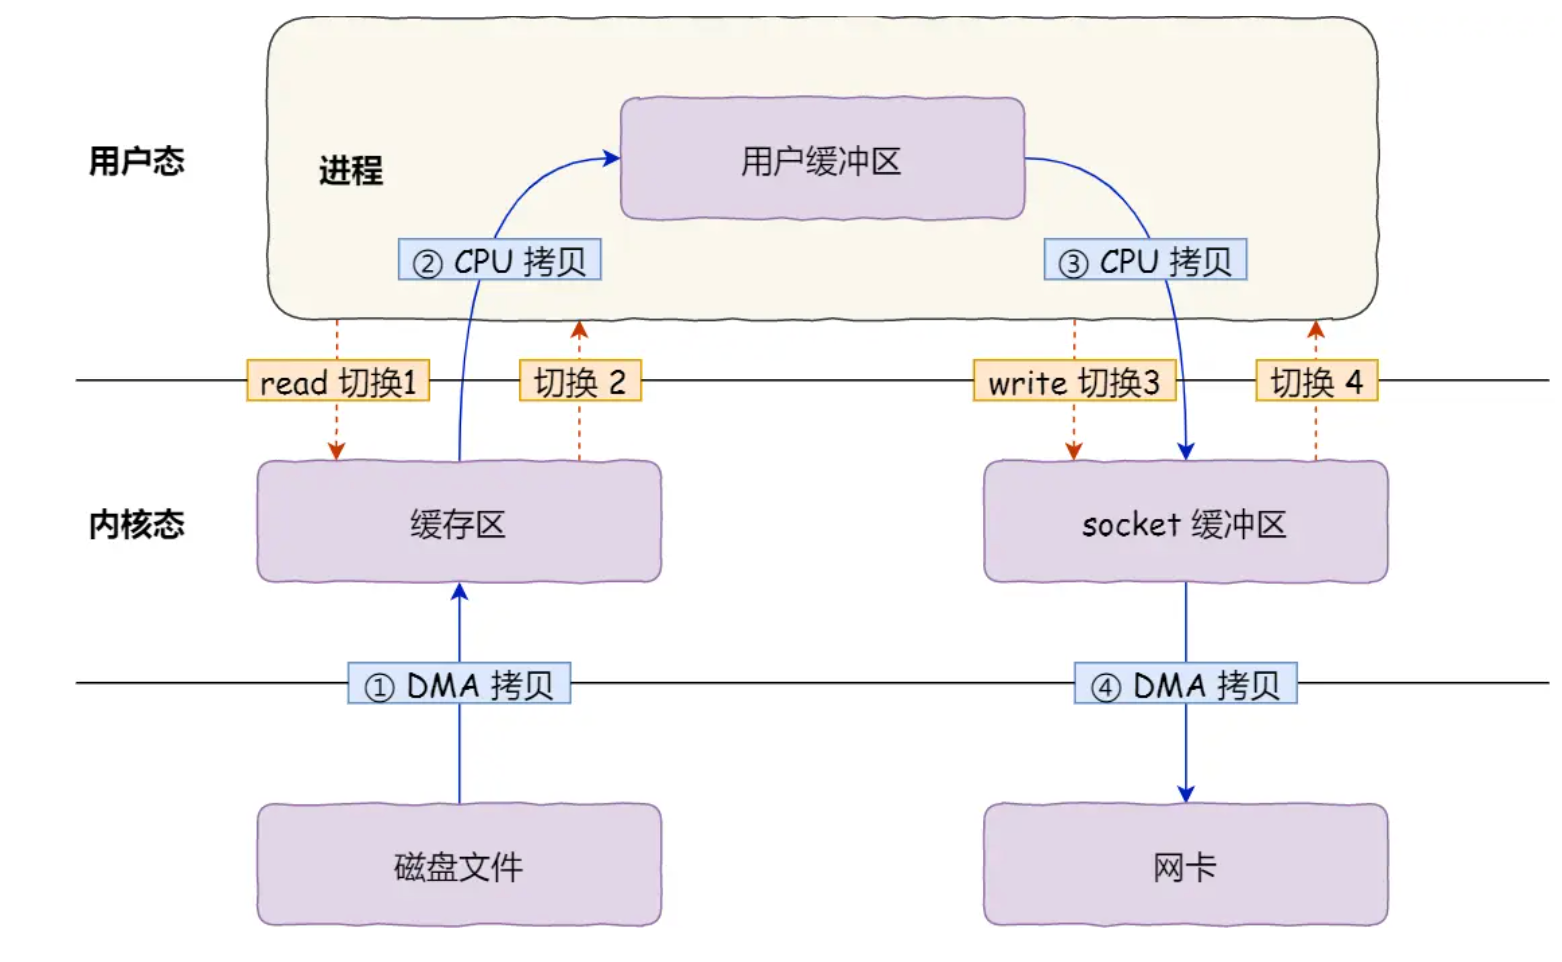 用户态
进程
用户缓冲区
② CPU 拷贝
③ CPU 拷贝
read 切换1
切换 2
write 切换3
切换 4
内核态
缓存区
socket 缓冲区
① DMA 拷贝
④ DMA 拷贝
磁盘文件
网卡